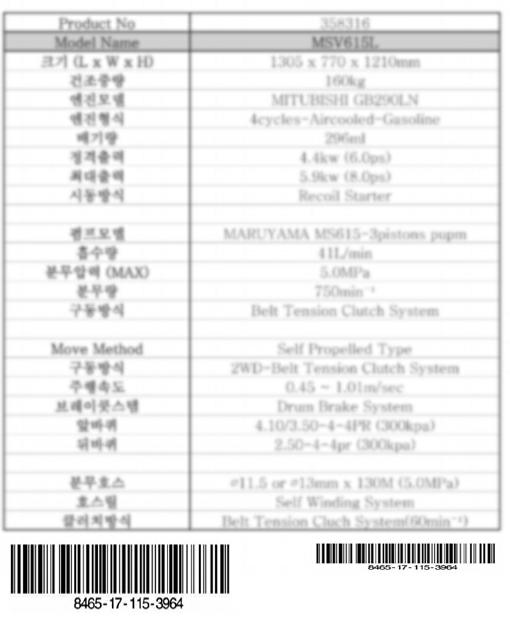 Product No 358316
Model Name MSV615L
크기 (L x W x H) 1305 x 770 x 1210mm
건조중량 160kg
엔진모델 MITUBISHI GB290LN
엔진형식 4cycles-Aircooled-Gasoline
배기량 296ml
정격출력 4.4kw (6.0ps)
최대출력 5.9kw (8.0ps)
시동방식 Recoil Starter
펌프모델 MARUYAMA MS615-3pistons pupm
흡수량 41L/min
분무압력 (MAX) 5.0MPa
분무량 750min⁻¹
구동방식 Belt Tension Clutch System
Move Method Self Propelled Type
구동방식 2WD-Belt Tension Clutch System
주행속도 0.45 ~ 1.01m/sec
브레이킷스템 Drum Brake System
앞바퀴 4.10/3.50-4-4PR (300kpa)
뒤바퀴 2.50-4-4pr (300kpa)
분무호스 ø11.5 or ø13mm x 130M (5.0MPa)
호스릴 Self Winding System
클러치방식 Belt Tension Cluch System(60min⁻¹)
8465-17-115-3964
8465-17-115-3964